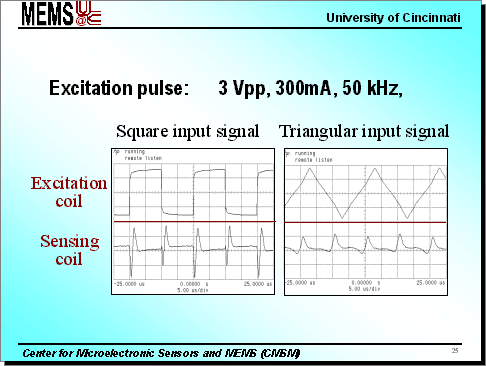 MEMS UC @
University of Cincinnati
Excitation pulse: 3 Vpp, 300mA, 50 kHz,
Square input signal Triangular input signal
hp running
remote listen
hp running
remote listen
Excitation
coil
Sensing
coil
-25.0000 us 0.00000 s 25.0000 us
5.00 us/div
-25.0000 us 0.00000 s 25.0000 us
5.00 us/div
Center for Microelectronic Sensors and MEMS (CMSM)
25